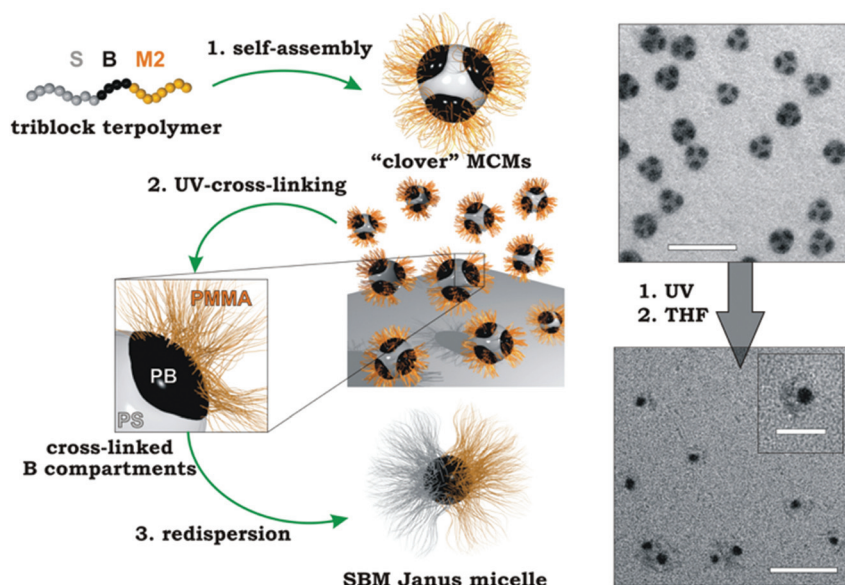 S B M2
triblock terpolymer
1. self-assembly
“clover” MCMs
2. UV-cross-linking
PMMA
PB
PS
cross-linked
B compartments
3. redispersion
SBM Janus micelle
1. UV
2. THF